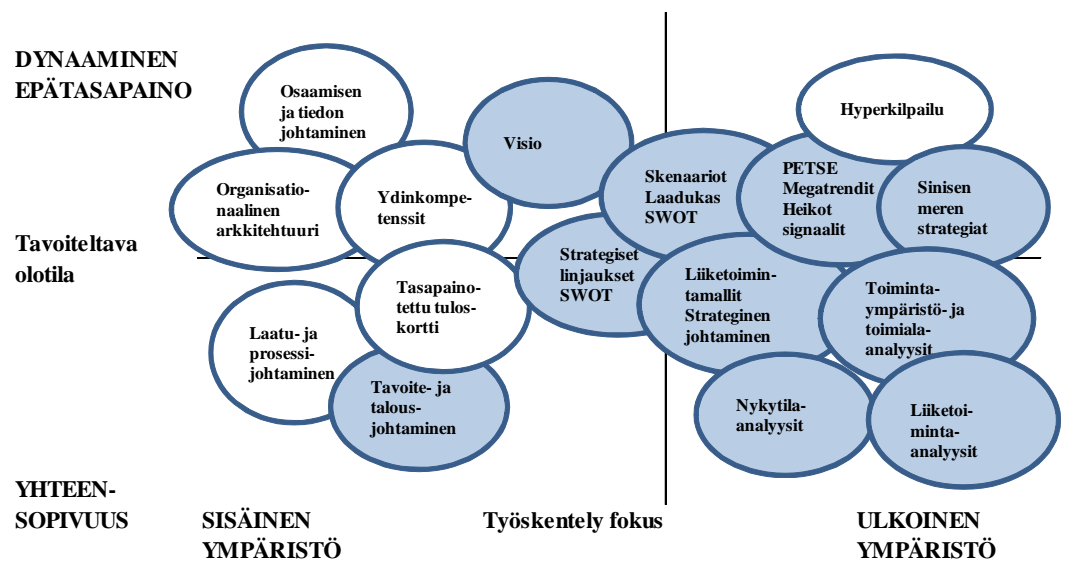 DYNAAMINEN
EPÄTASAPAINO
Osaamisen
ja tiedon
johtaminen
Visio
Hyperkilpailu
Organisatio-
naalinen
arkkitehtuuri
Ydinkompe-
tenssit
Skenaariot
Laadukas
SWOT
PETSE
Megatrendit
Heikot
signaalit
Sinisen
meren
strategiat
Tavoiteltava
olotila
Strategiset
linjaukset
SWOT
Tasapaino-
tettu tulos-
kortti
Liiketoimin-
tamallit
Strateginen
johtaminen
Toiminta-
ympäristö- ja
toimiala-
analyysit
Laatu- ja
prosessi-
johtaminen
Tavoite- ja
talous-
johtaminen
Nykytila-
analyysit
Liiketoi-
minta-
analyysit
YHTEEN-
SOPIVUUS
SISÄINEN
YMPÄRISTÖ
Työskentely fokus
ULKOINEN
YMPÄRISTÖ